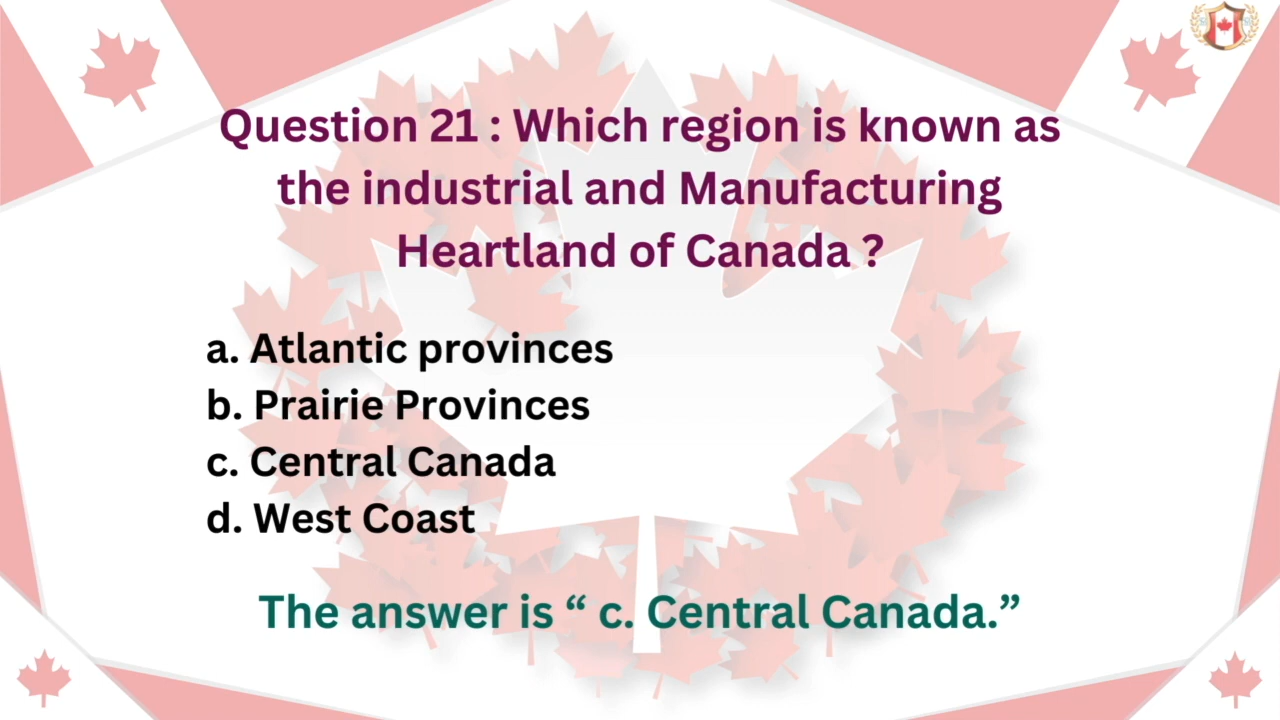 Question 21 : Which region is known as
the industrial and Manufacturing
Heartland of Canada ?
a. Atlantic provinces
b. Prairie Provinces
c. Central Canada
d. West Coast
The answer is “ c. Central Canada.”